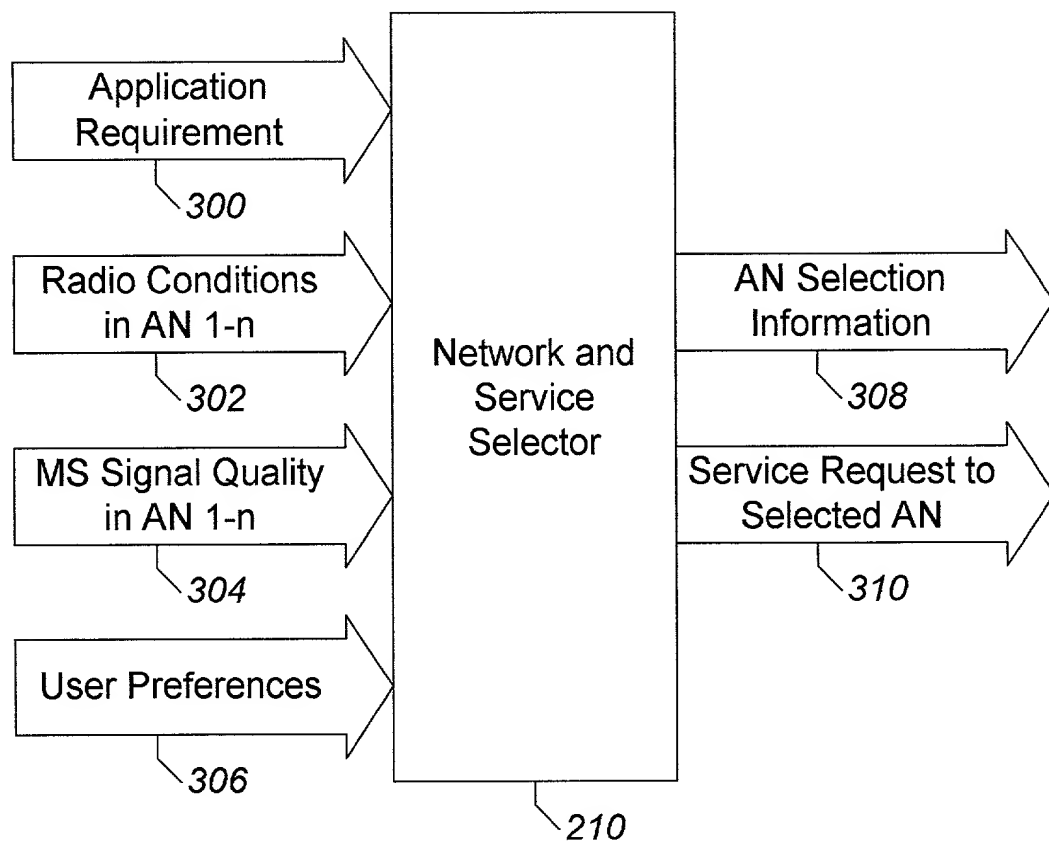 Application
Requirement
300
Radio Conditions
in AN 1-n
302
MS Signal Quality
in AN 1-n
304
User Preferences
306
Network and
Service
Selector
210
AN Selection
Information
308
Service Request to
Selected AN
310